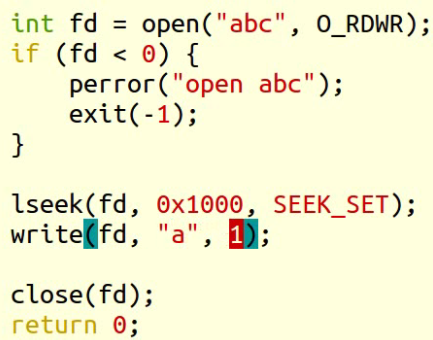 int fd = open("abc", O_RDWR);
if (fd < 0) {
    perror("open abc");
    exit(-1);
}
lseek(fd, 0x1000, SEEK_SET);
write(fd, "a", 1);
close(fd);
return 0;